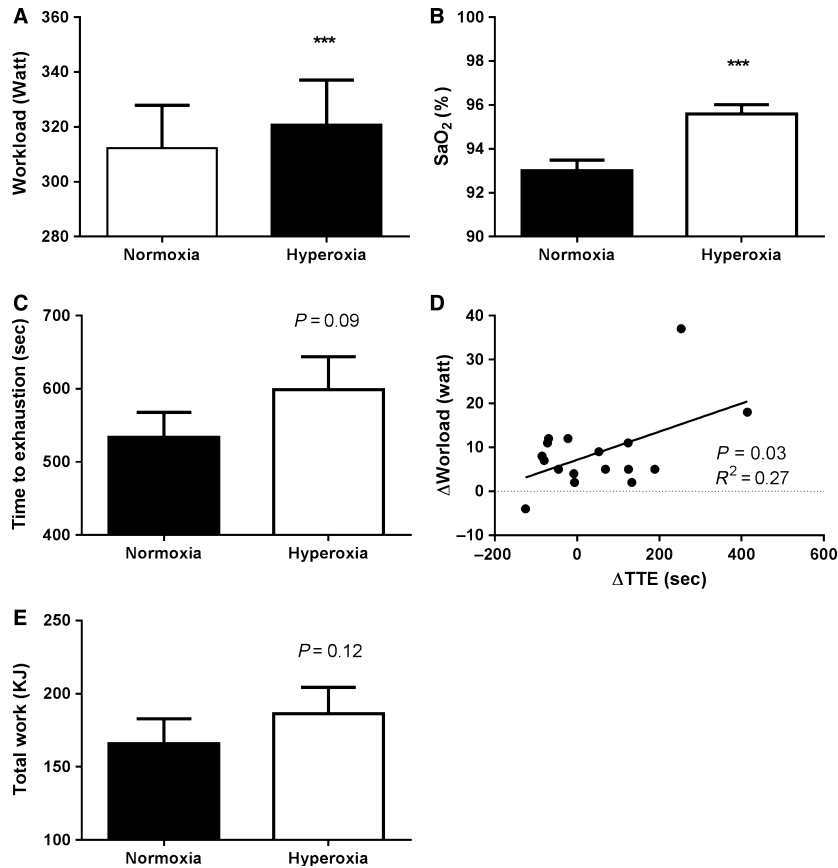 A
Workload (Watt)
360
340
320
300
280
***
Normoxia
Hyperoxia
B
SaO2 (%)
100
98
96
94
92
90
***
Normoxia
Hyperoxia
C
Time to exhaustion (sec)
700
600
500
400
P = 0.09
Normoxia
Hyperoxia
D
ΔWorload (watt)
40
30
20
10
0
–10
P = 0.03
R² = 0.27
–200
0
200
400
600
ΔTTE (sec)
E
Total work (KJ)
250
200
150
100
P = 0.12
Normoxia
Hyperoxia